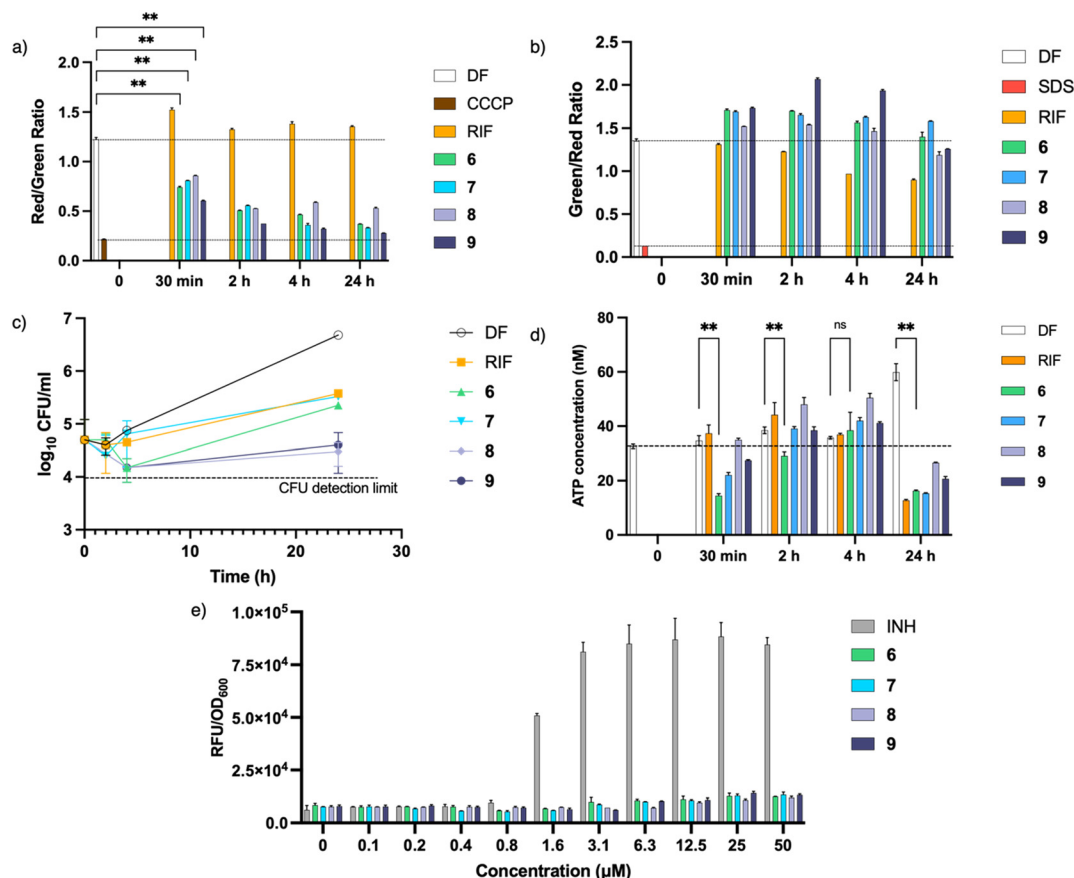 a)
**
**
**
**
Red/Green Ratio
2.0
1.5
1.0
0.5
0.0
0
30 min
2 h
4 h
24 h
DF
CCCP
RIF
6
7
8
9
b)
Green/Red Ratio
2.5
2.0
1.5
1.0
0.5
0.0
0
30 min
2 h
4 h
24 h
DF
SDS
RIF
6
7
8
9
c)
log10 CFU/ml
7
6
5
4
3
CFU detection limit
0
10
20
30
Time (h)
DF
RIF
6
7
8
9
d)
ATP concentration (nM)
80
60
40
20
0
**
**
ns
**
0
30 min
2 h
4 h
24 h
DF
RIF
6
7
8
9
e)
RFU/OD600
1.0×10^5
7.5×10^4
5.0×10^4
2.5×10^4
0.0
0
0.1
0.2
0.4
0.8
1.6
3.1
6.3
12.5
25
50
Concentration (µM)
INH
6
7
8
9